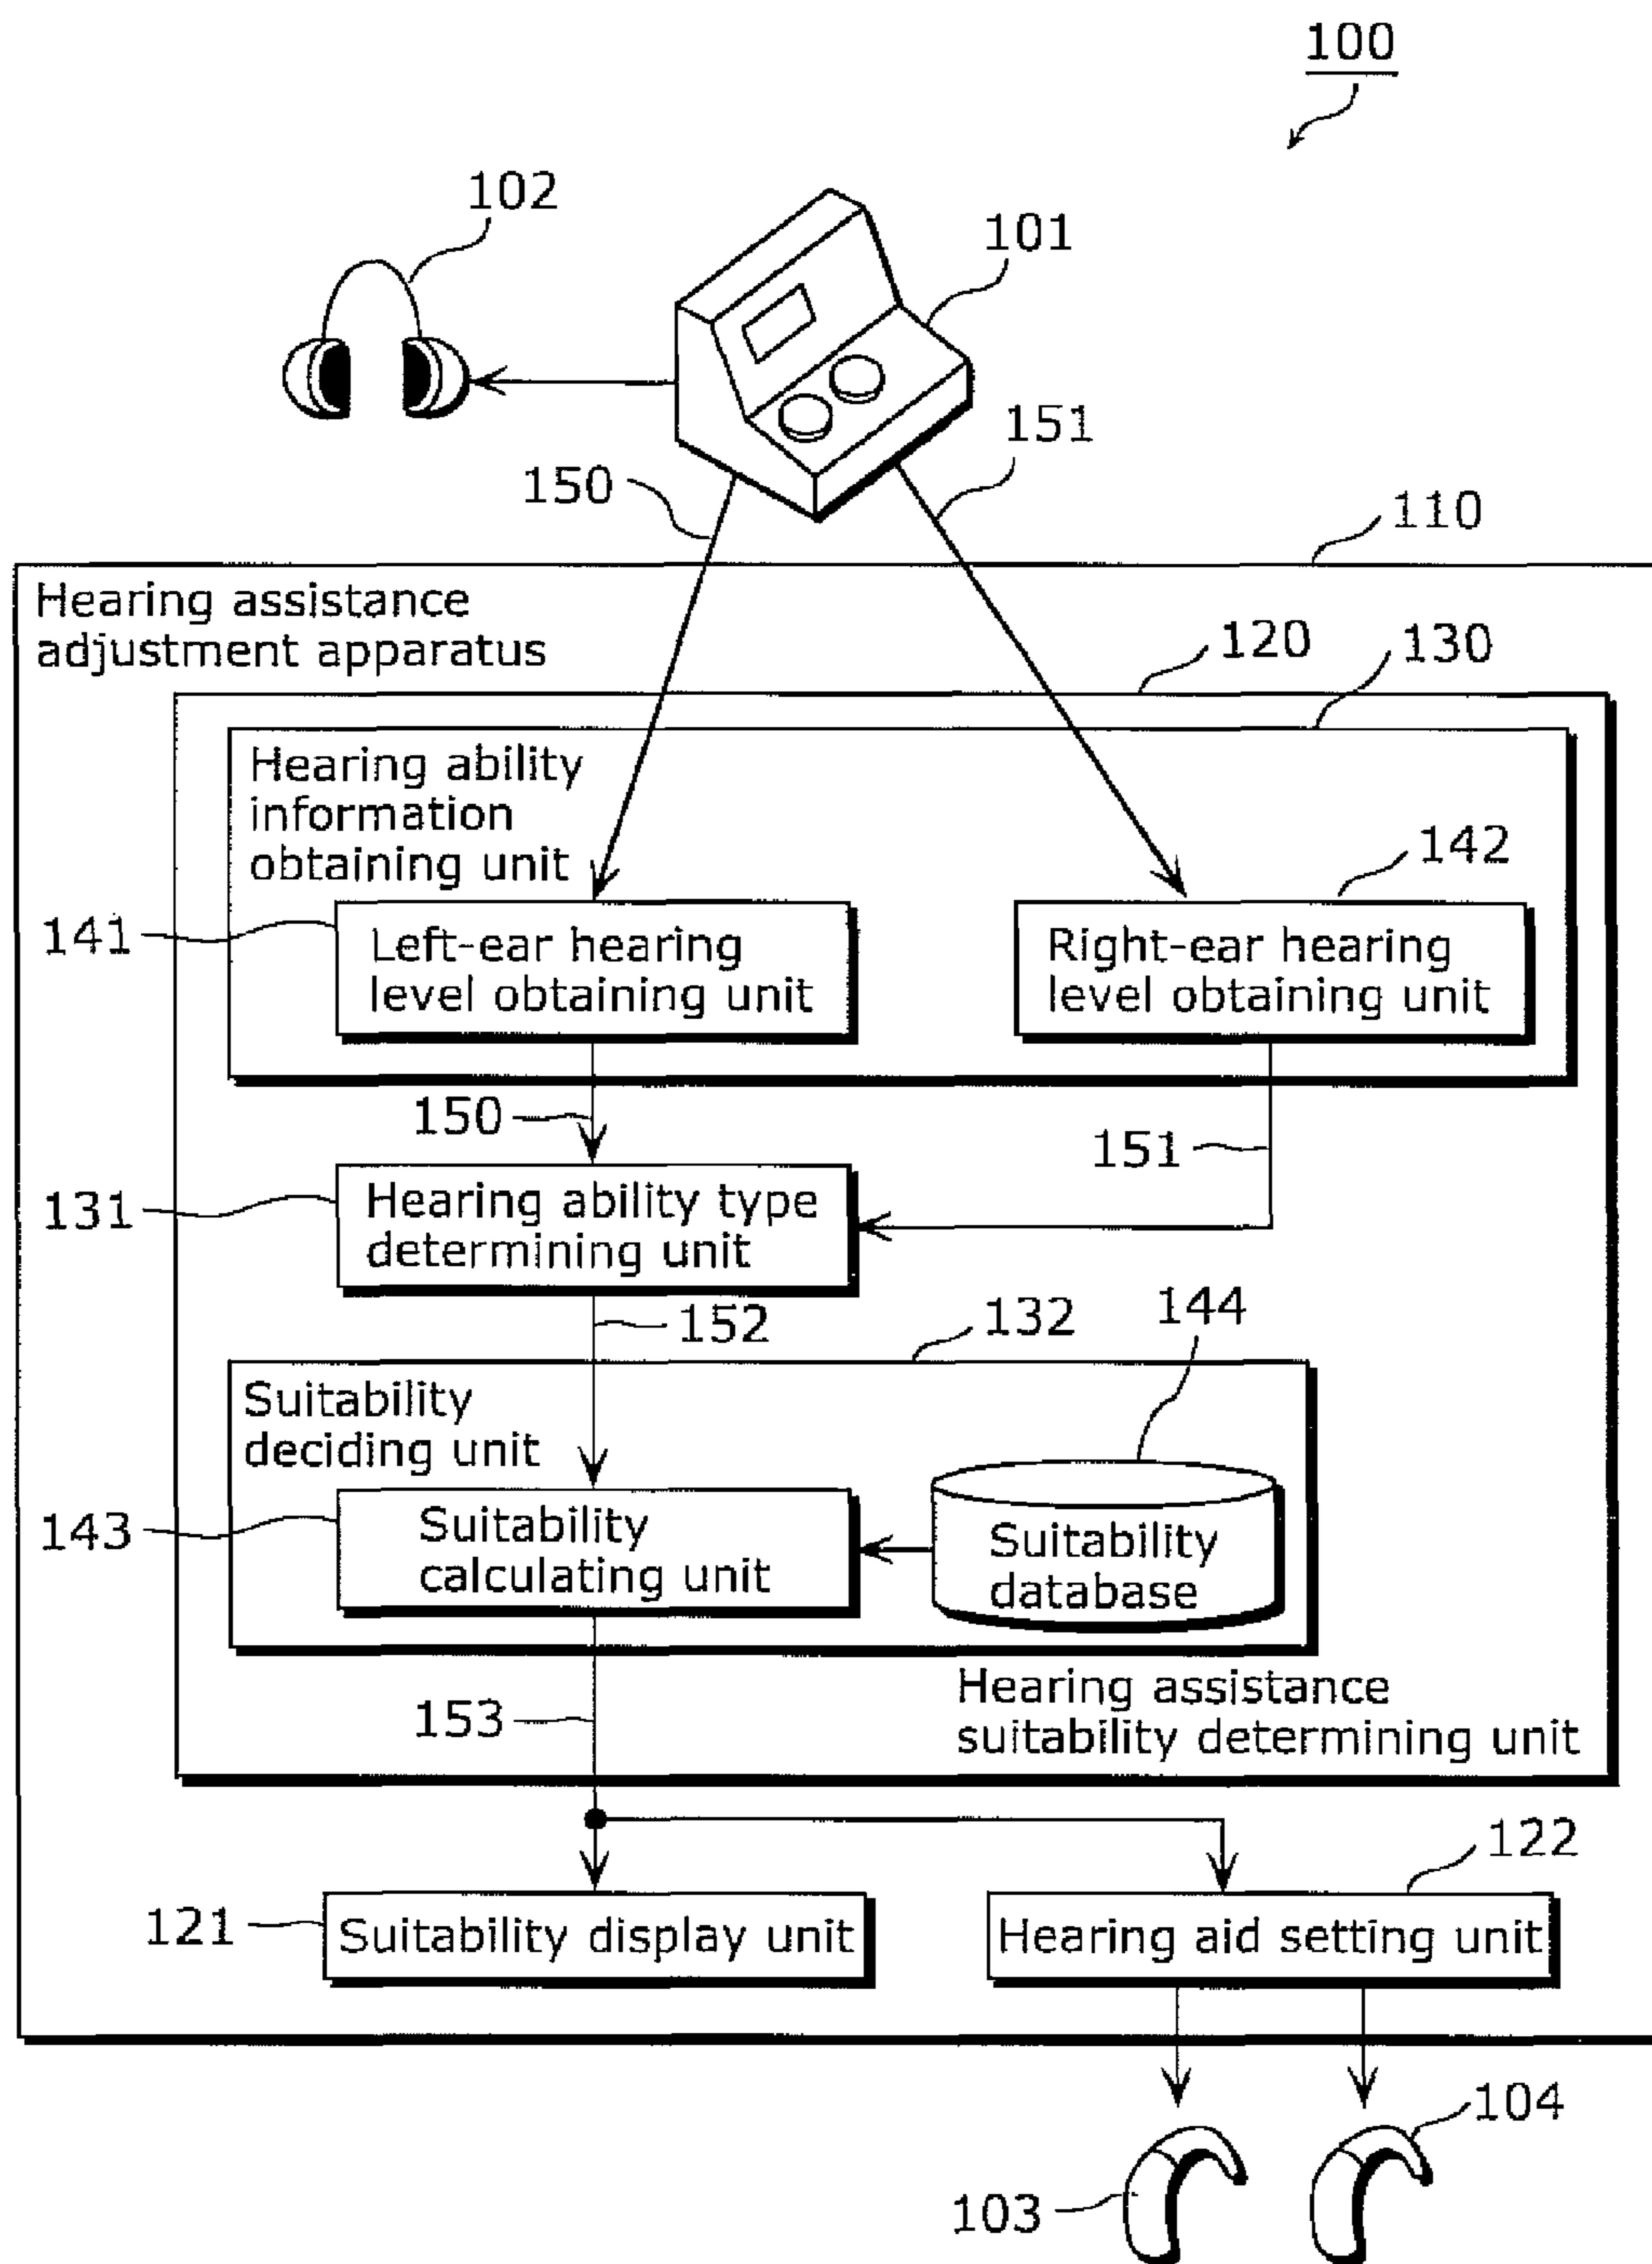 100
102
101
150
151
110
Hearing assistance
adjustment apparatus
120
130
Hearing ability
information
obtaining unit
142
141
Left-ear hearing
level obtaining unit
Right-ear hearing
level obtaining unit
150
151
131
Hearing ability type
determining unit
152
132
144
Suitability
deciding unit
143
Suitability
calculating unit
Suitability
database
153
Hearing assistance
suitability determining unit
122
121
Suitability display unit
Hearing aid setting unit
104
103